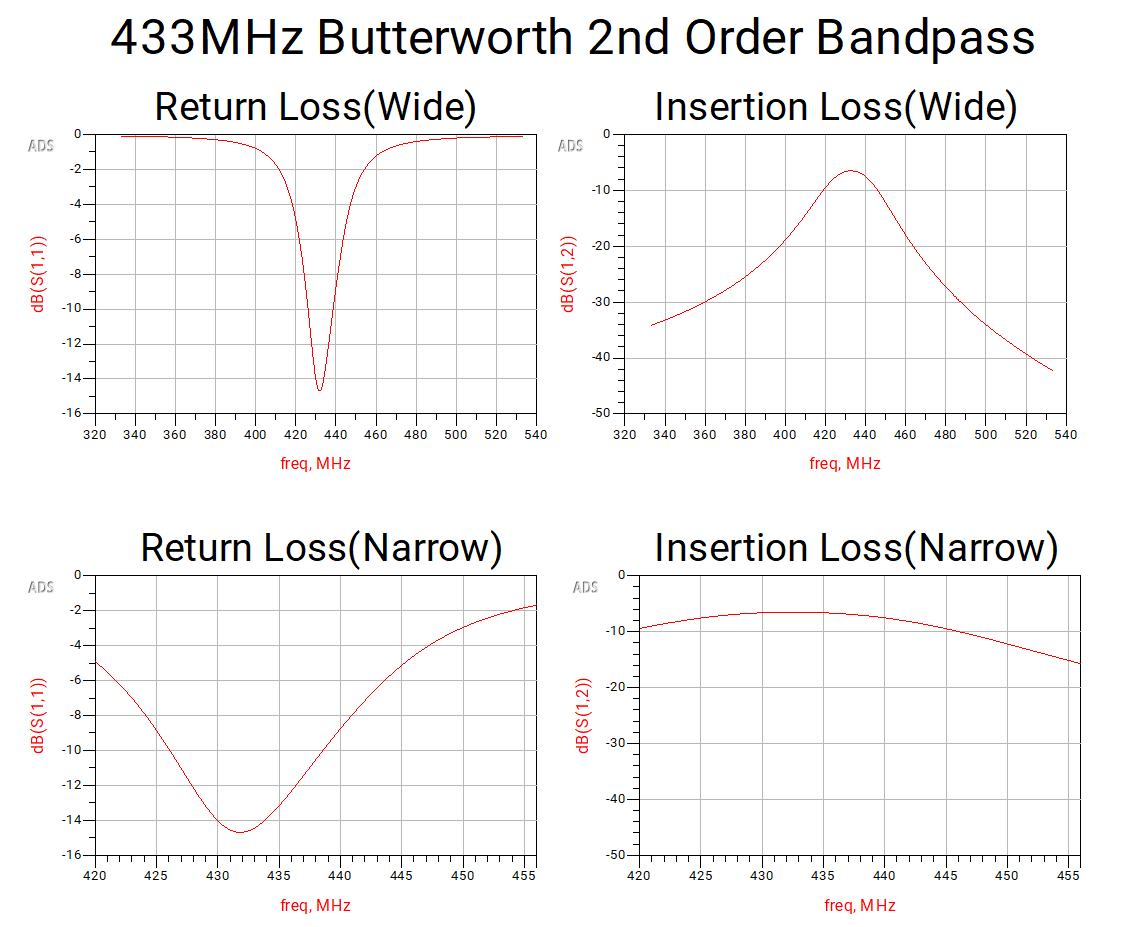 433MHz Butterworth 2nd Order Bandpass
Return Loss(Wide)
ADS
0
-2
-4
-6
-8
-10
-12
-14
-16
dB(S(1,1))
320 340 360 380 400 420 440 460 480 500 520 540
freq, MHz
Insertion Loss(Wide)
ADS
0
-10
-20
-30
-40
-50
dB(S(1,2))
320 340 360 380 400 420 440 460 480 500 520 540
freq, MHz
Return Loss(Narrow)
ADS
0
-2
-4
-6
-8
-10
-12
-14
-16
dB(S(1,1))
420 425 430 435 440 445 450 455
freq, MHz
Insertion Loss(Narrow)
ADS
0
-10
-20
-30
-40
-50
dB(S(1,2))
420 425 430 435 440 445 450 455
freq, MHz